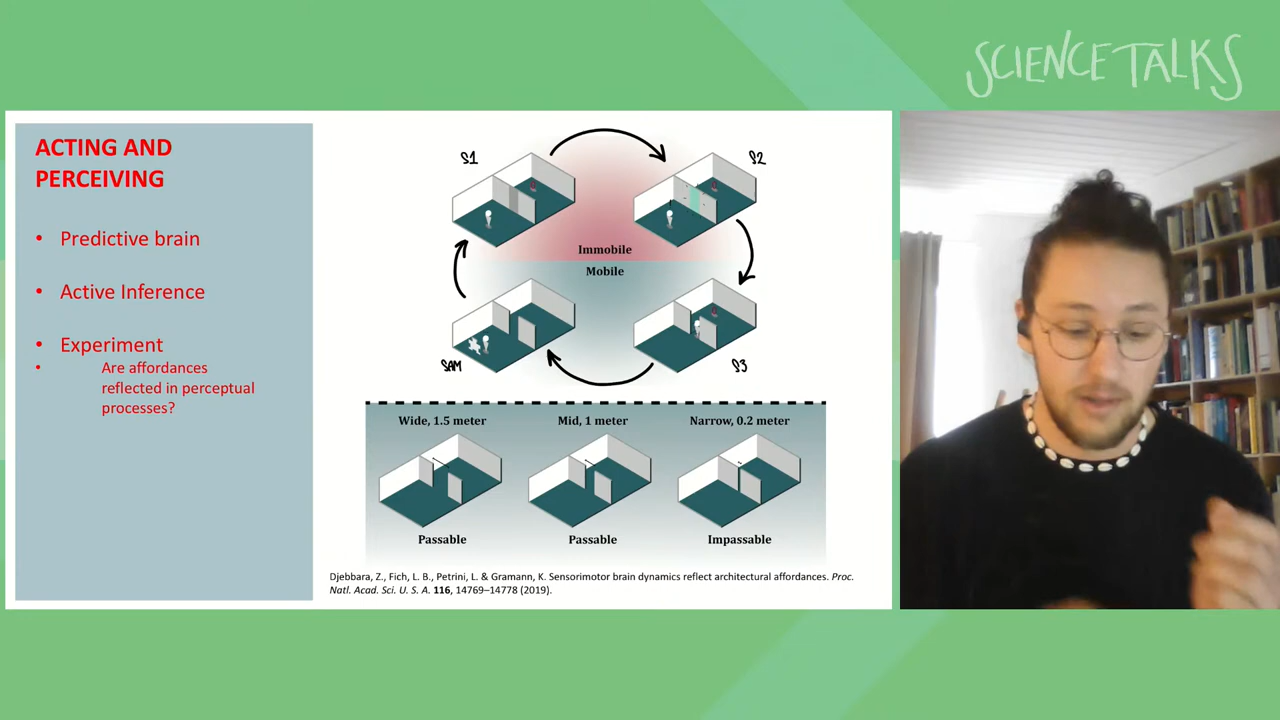 SCIENCE TALKS
ACTING AND
PERCEIVING
• Predictive brain
• Active Inference
• Experiment
• Are affordances
reflected in perceptual
processes?
S1
S2
Immobile
Mobile
SAM
S3
Wide, 1.5 meter
Mid, 1 meter
Narrow, 0.2 meter
Passable
Passable
Impassable
Djebbara, Z., Fich, L. B., Petrini, L. & Gramann, K. Sensorimotor brain dynamics reflect architectural affordances. Proc.
Natl. Acad. Sci. U. S. A. 116, 14769–14778 (2019).